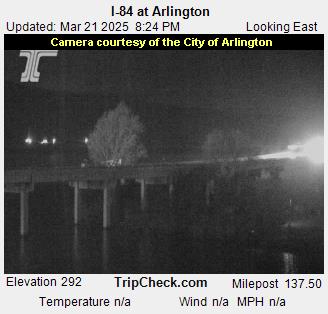 I-84 at Arlington
Updated: Mar 21 2025 8:24 PM Looking East
Camera courtesy of the City of Arlington
Elevation 292 TripCheck.com Milepost 137.50
Temperature n/a Wind n/a MPH n/a